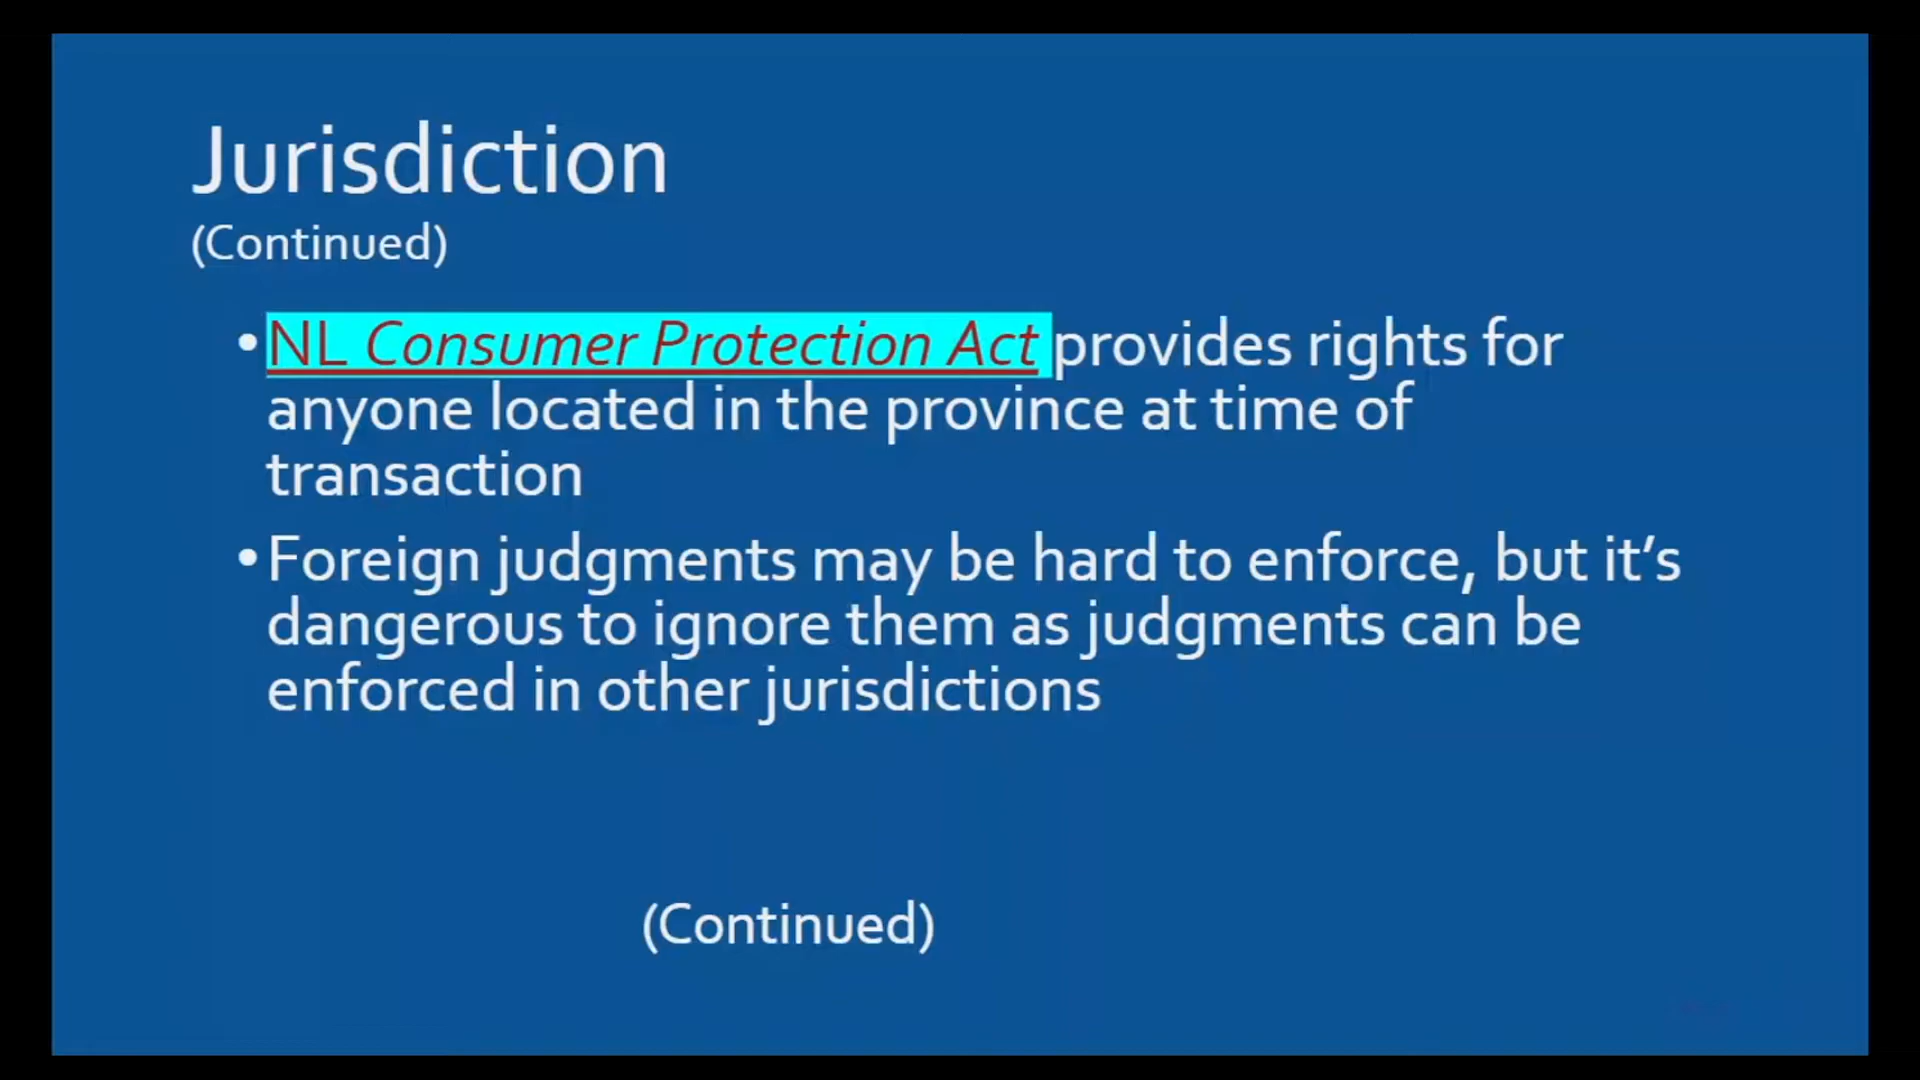 Jurisdiction
(Continued)
•NL Consumer Protection Act provides rights for
anyone located in the province at time of
transaction
•Foreign judgments may be hard to enforce, but it’s
dangerous to ignore them as judgments can be
enforced in other jurisdictions
(Continued)